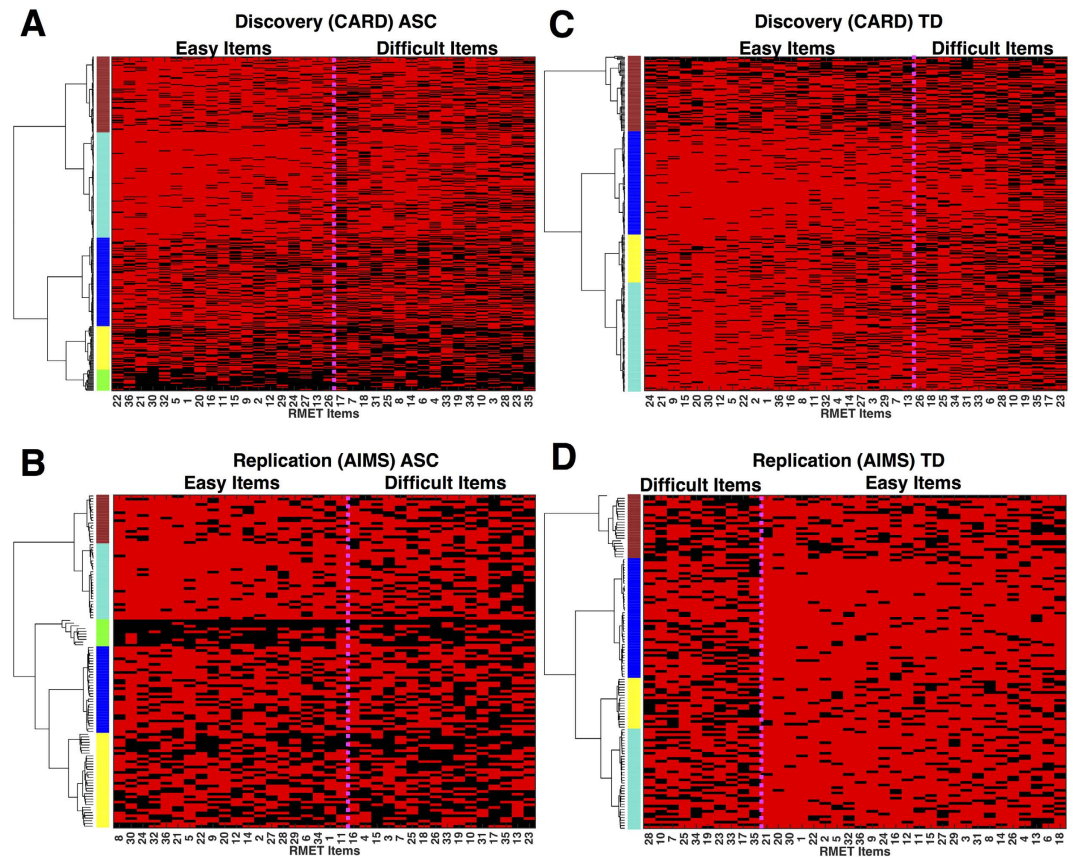 A
Discovery (CARD) ASC
Easy Items Difficult Items
22 36 21 30 32 5 1 20 16 11 15 9 2 12 29 24 27 13 26 17 7 18 31 25 8 14 6 4 33 19 34 10 3 28 23 35
RMET Items
C
Discovery (CARD) TD
Easy Items Difficult Items
24 21 9 15 20 30 12 5 22 2 1 36 16 8 11 32 4 14 27 3 29 7 13 26 18 25 34 31 33 6 28 10 19 35 17 23
RMET Items
B
Replication (AIMS) ASC
Easy Items Difficult Items
8 30 24 32 36 21 5 22 9 20 12 14 2 27 28 29 6 34 1 11 16 4 15 3 7 25 18 26 33 19 10 31 17 35 13 23
RMET Items
D
Replication (AIMS) TD
Difficult Items Easy Items
28 10 7 25 34 19 23 33 17 35 21 20 30 1 22 2 5 32 36 9 24 16 12 11 15 27 29 3 31 8 14 26 4 13 6 18
RMET Items